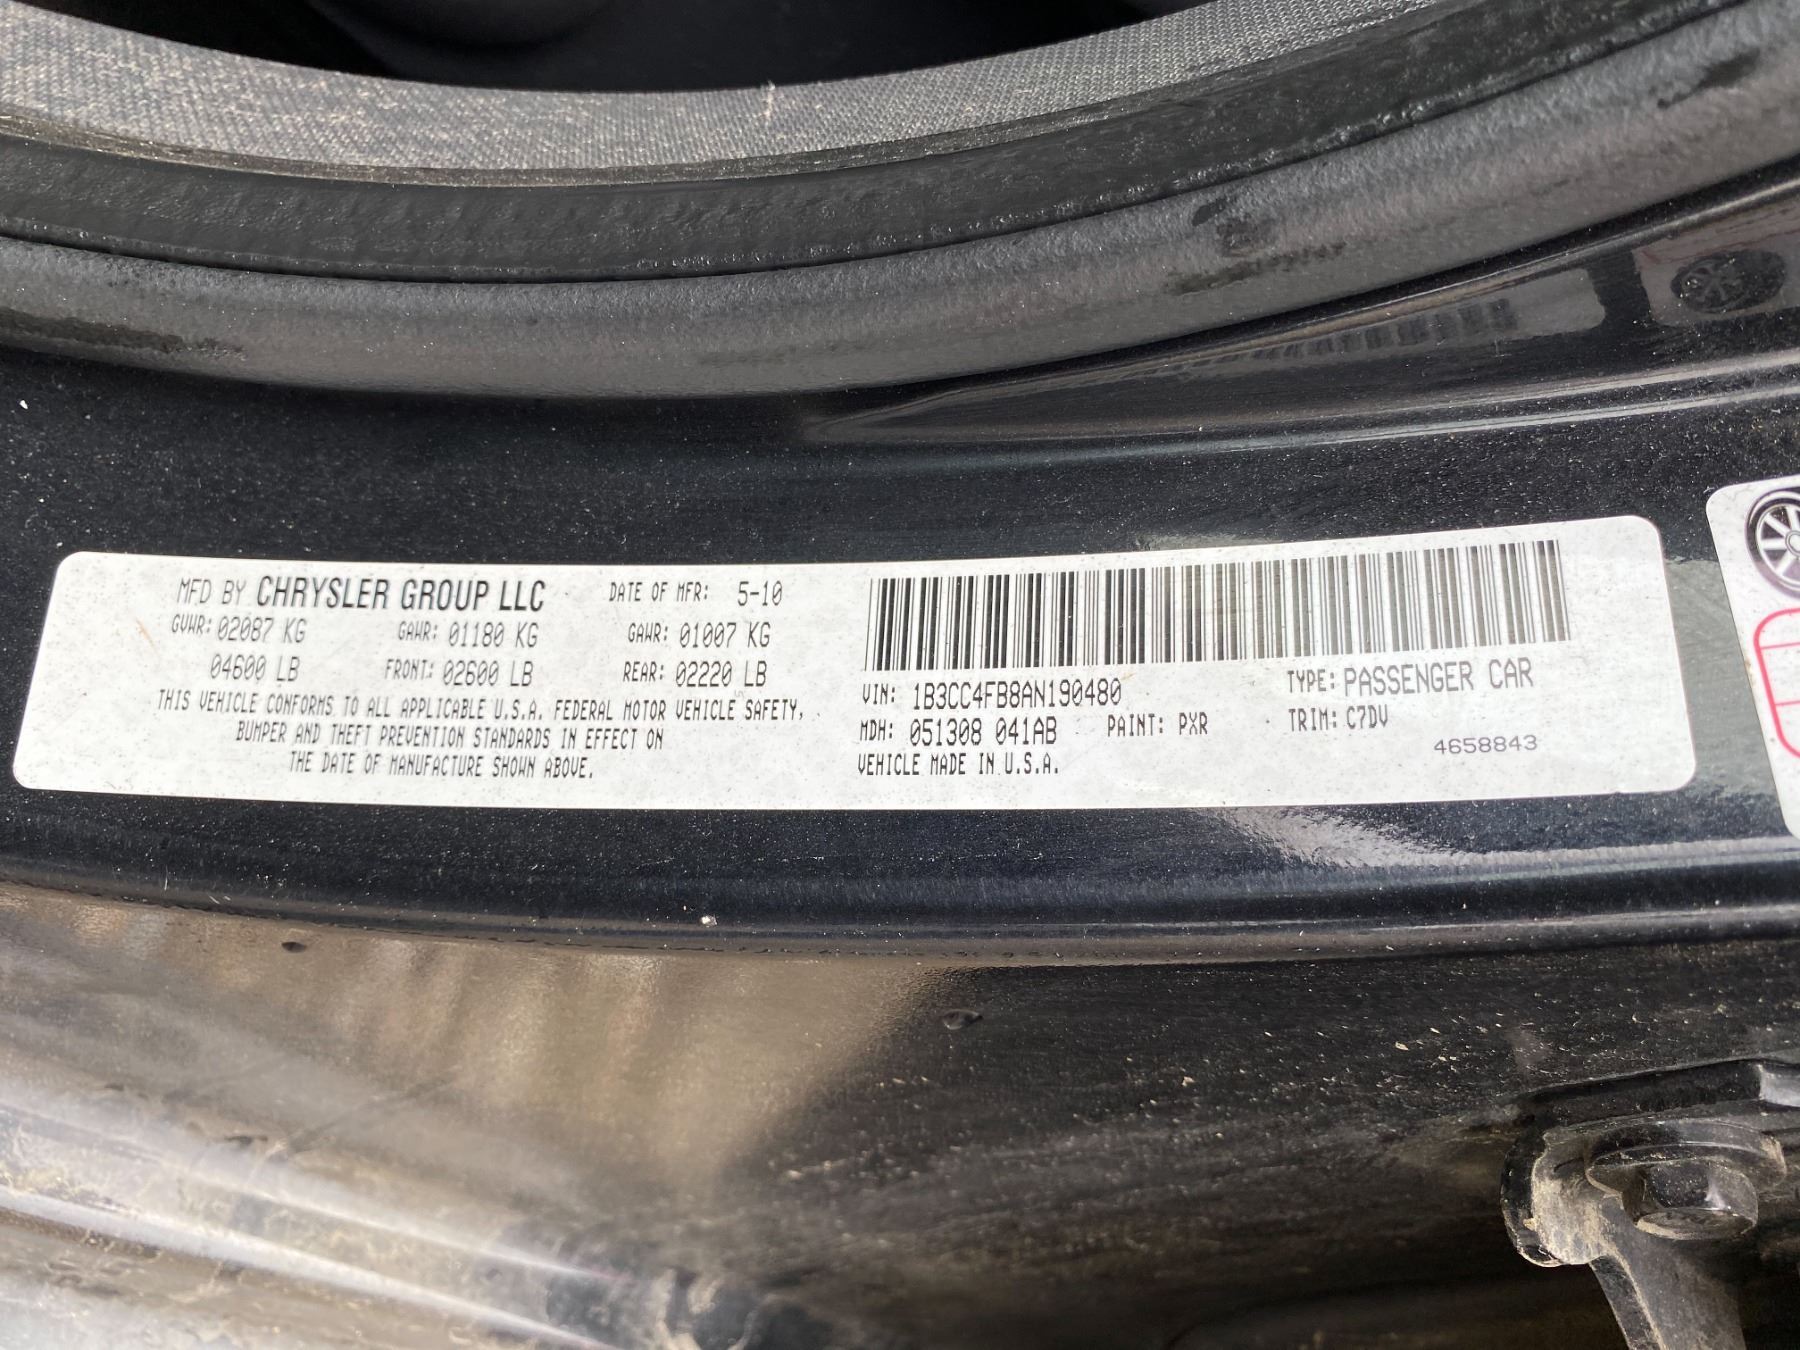 MFD BY CHRYSLER GROUP LLC DATE OF MFR: 5-10
GVWR: 02087 KG GAWR: 01180 KG GAWR: 01007 KG
04600 LB FRONT: 02600 LB REAR: 02220 LB
THIS VEHICLE CONFORMS TO ALL APPLICABLE U.S.A. FEDERAL MOTOR VEHICLE SAFETY,
BUMPER AND THEFT PREVENTION STANDARDS IN EFFECT ON
THE DATE OF MANUFACTURE SHOWN ABOVE.
VIN: 1B3CC4FB8AN190480 TYPE: PASSENGER CAR
MDH: 051308 041AB PAINT: PXR TRIM: C7DV
VEHICLE MADE IN U.S.A. 4658843